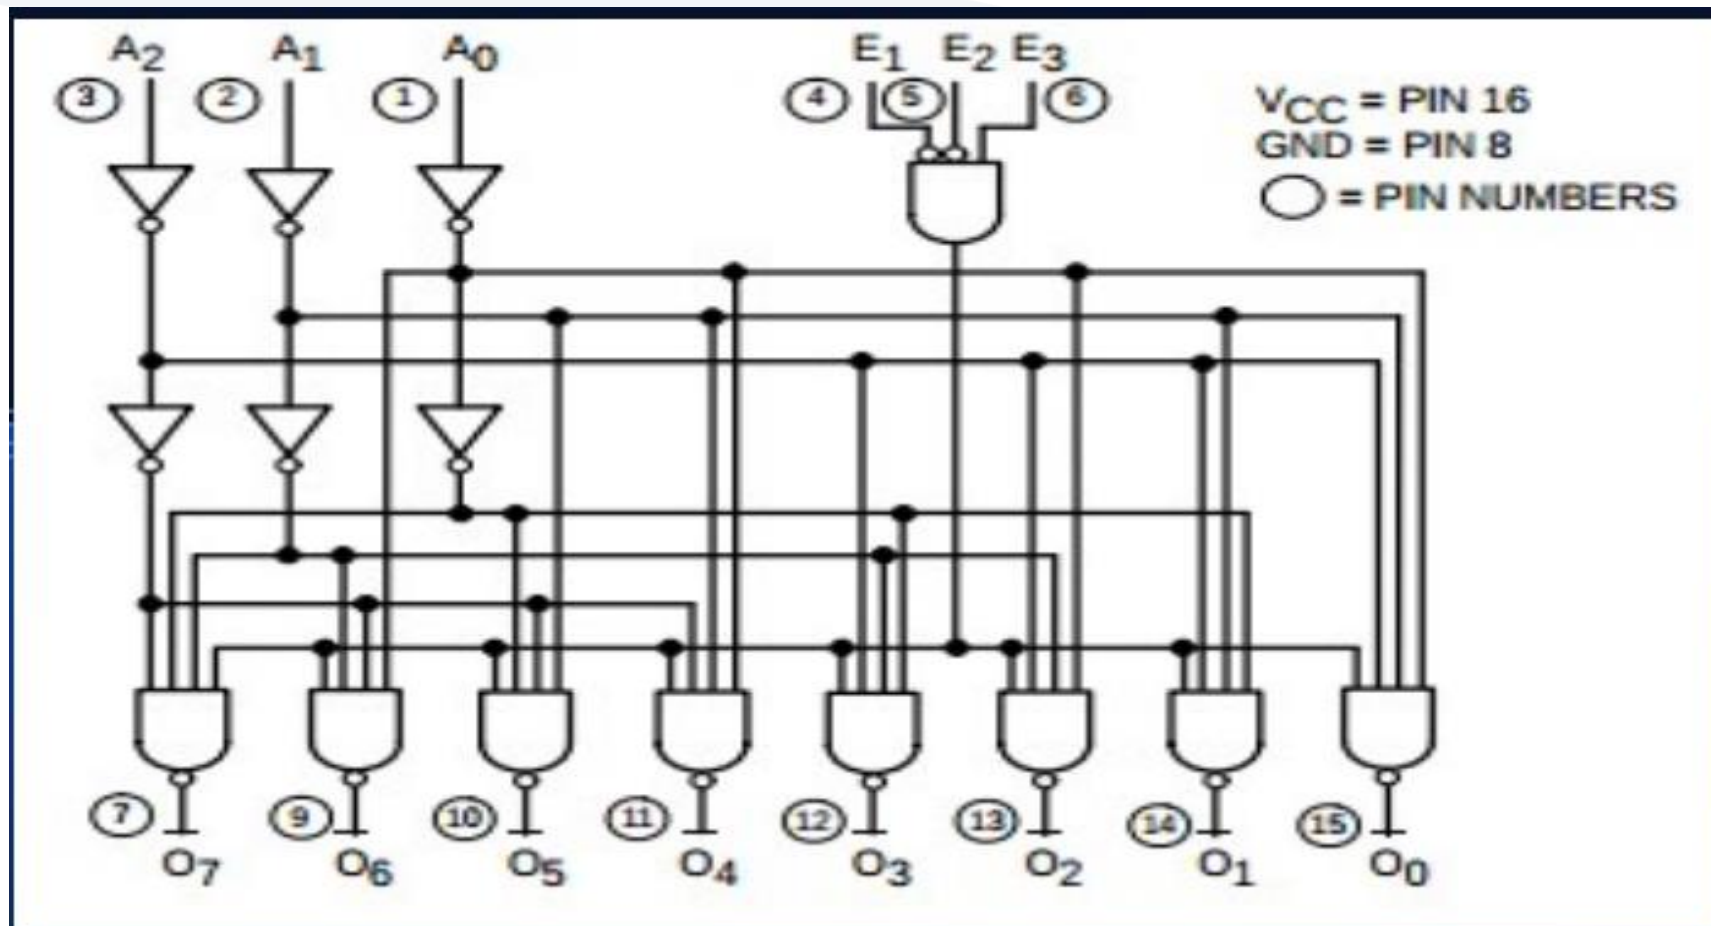 A2 A1 A0 E1 E2 E3
3 2 1 4 5 6
VCC = PIN 16
GND = PIN 8
= PIN NUMBERS
7 9 10 11 12 13 14 15
O7 O6 O5 O4 O3 O2 O1 O0